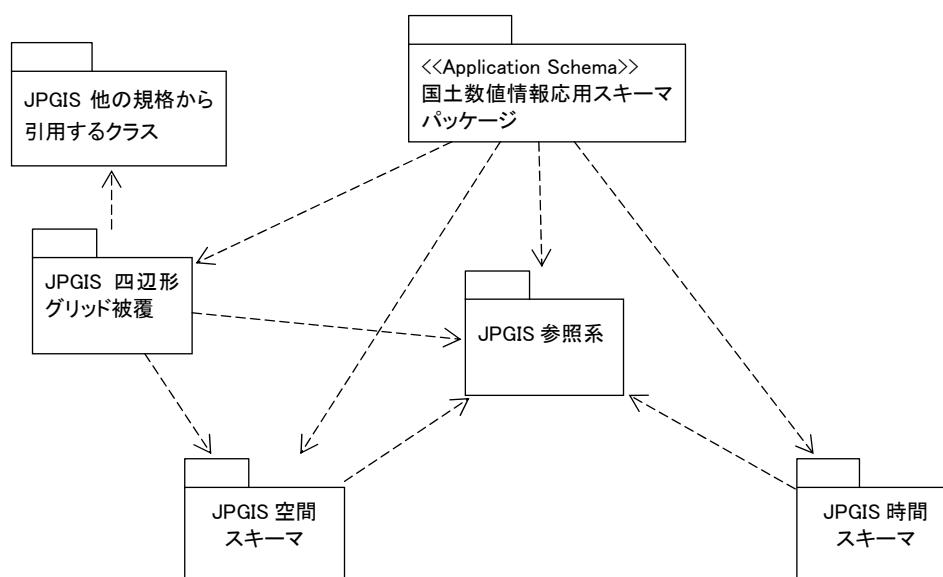 <<Application Schema>>
国土数値情報応用スキーマ
パッケージ
JPGIS 他の規格から
引用するクラス
JPGIS 四辺形
グリッド被覆
JPGIS 参照系
JPGIS 空間
スキーマ
JPGIS 時間
スキーマ